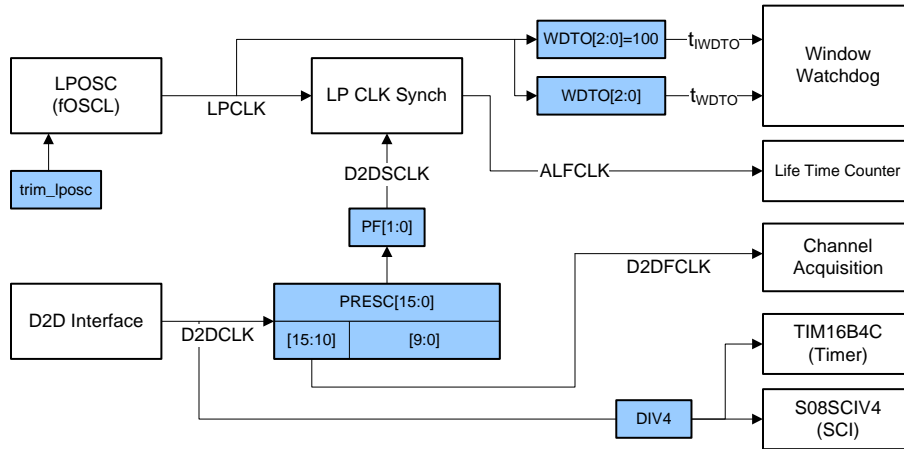 WDTO[2:0]=100
t_IWDTO
Window
Watchdog
LPOSC
(fOSCL)
LPCLK
LP CLK Synch
WDTO[2:0]
t_WDTO
D2DSCLK
ALFCLK
Life Time Counter
trim_lposc
PF[1:0]
D2DFCLK
Channel
Acquisition
D2D Interface
D2DCLK
PRESC[15:0]
[15:10]
[9:0]
TIM16B4C
(Timer)
DIV4
S08SCIV4
(SCI)